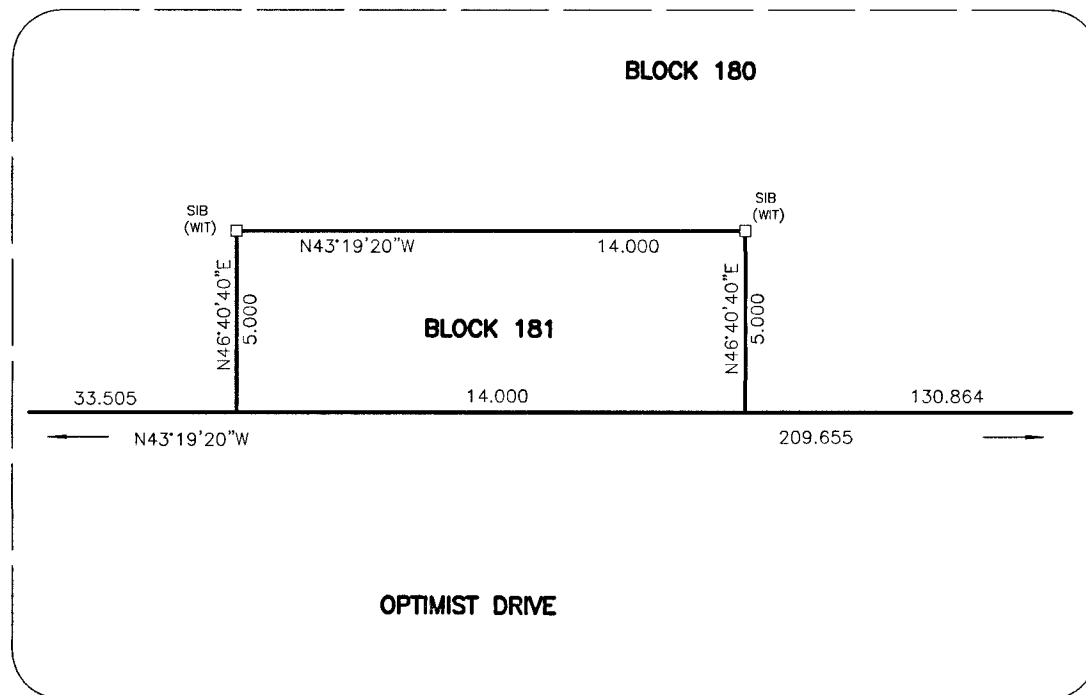 BLOCK 180
SIB
(WIT)
SIB
(WIT)
N43°19'20"W 14.000
N46°40'40"E
5.000
BLOCK 181
N46°40'40"E
5.000
33.505 14.000 130.864
N43°19'20"W 209.655
OPTIMIST DRIVE